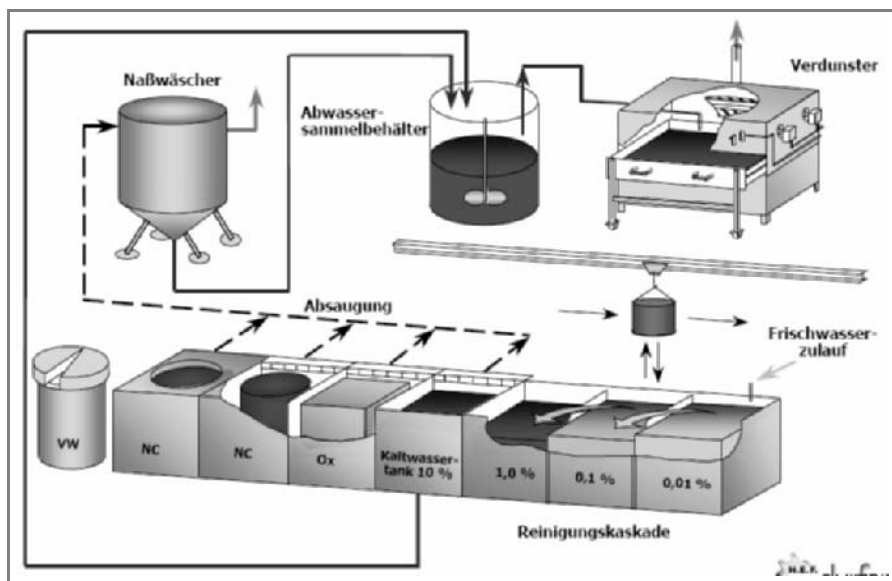 Naßwäscher
Abwasser-
sammelbehälter
Verdunster
Absaugung
Frischwasser-
zulauf
VW
NC
NC
Ox
Kaltwasser-
tank 10 %
1,0 %
0,1 %
0,01 %
Reinigungskaskade
H.E.F.